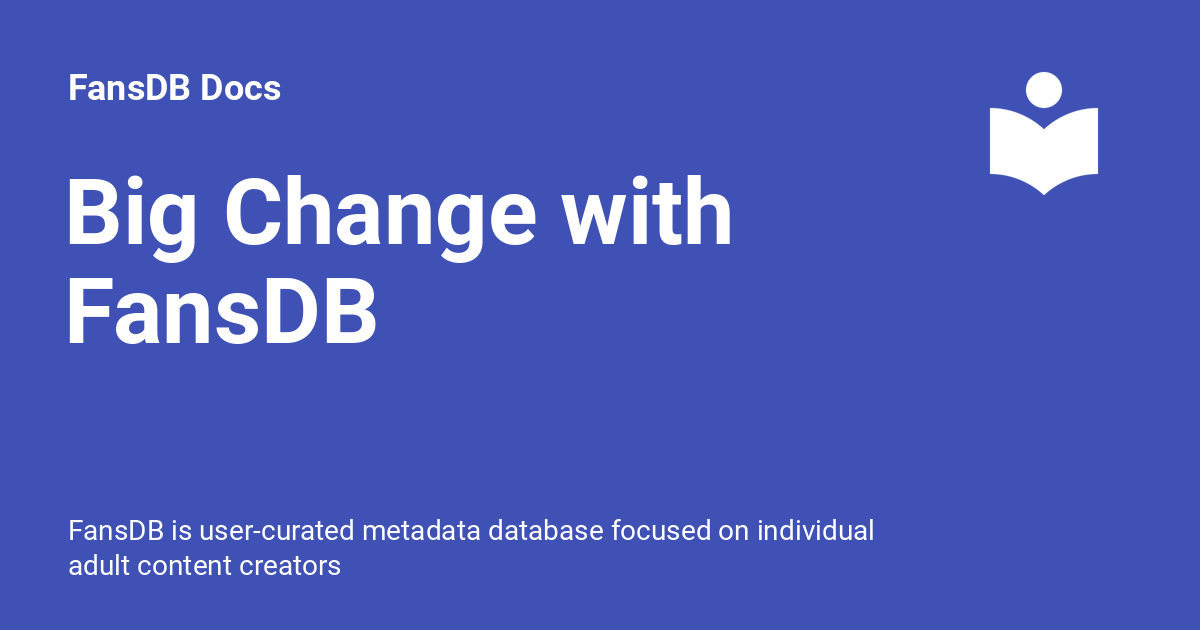 FansDB Docs
Big Change with
FansDB
FansDB is user-curated metadata database focused on individual
adult content creators